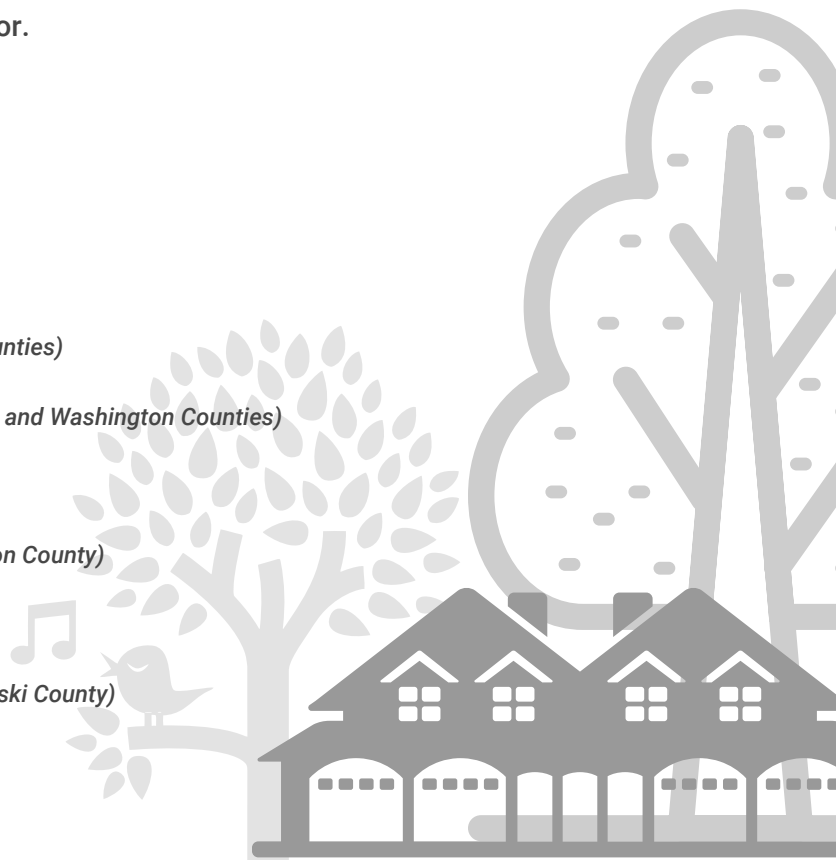 or.
unties)
and Washington Counties)
on County)
ski County)